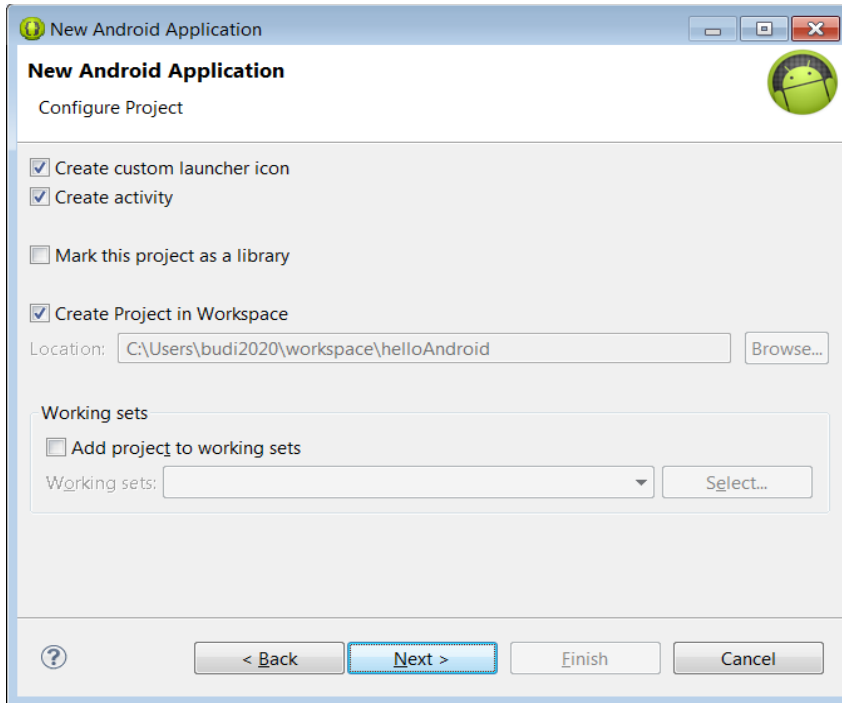 New Android Application
New Android Application
Configure Project
Create custom launcher icon
Create activity
Mark this project as a library
Create Project in Workspace
Location: C:\Users\budi2020\workspace\helloAndroid Browse...
Working sets
Add project to working sets
Working sets: Select...
? < Back Next > Finish Cancel